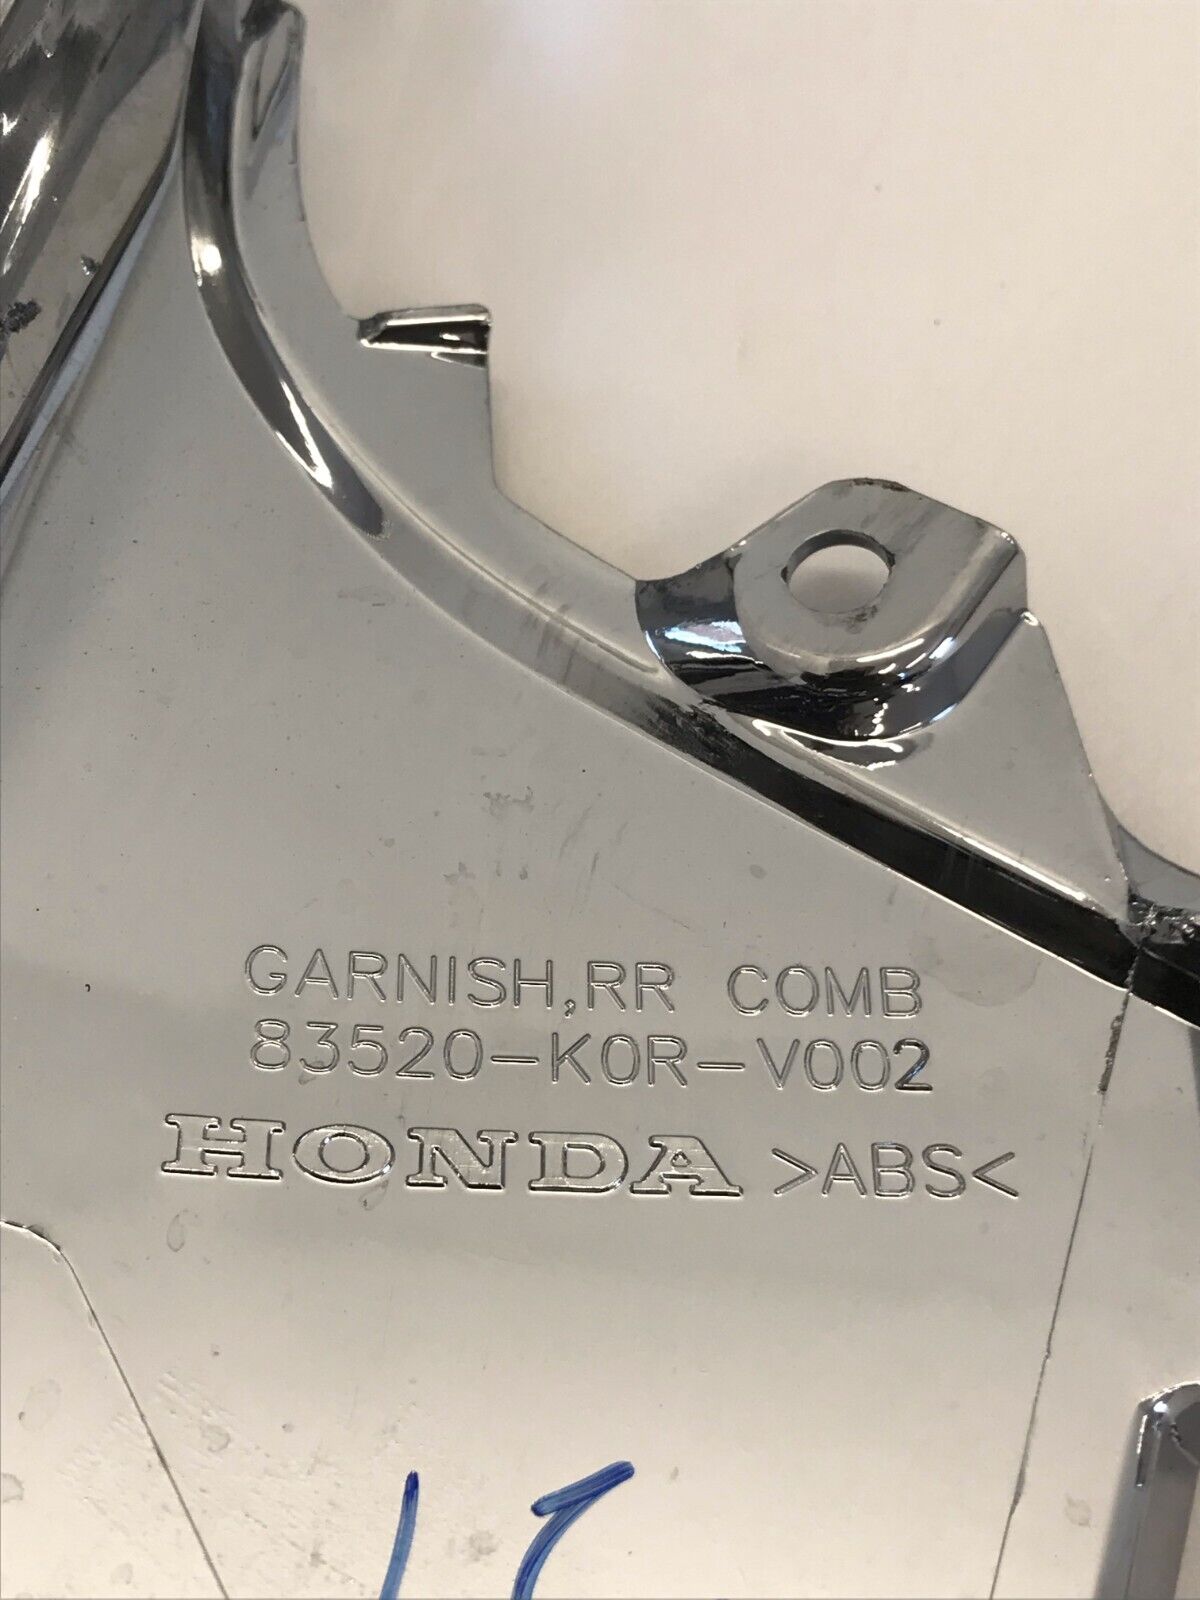 GARNISH,RR COMB
83520-K0R-V002
HONDA >ABS<